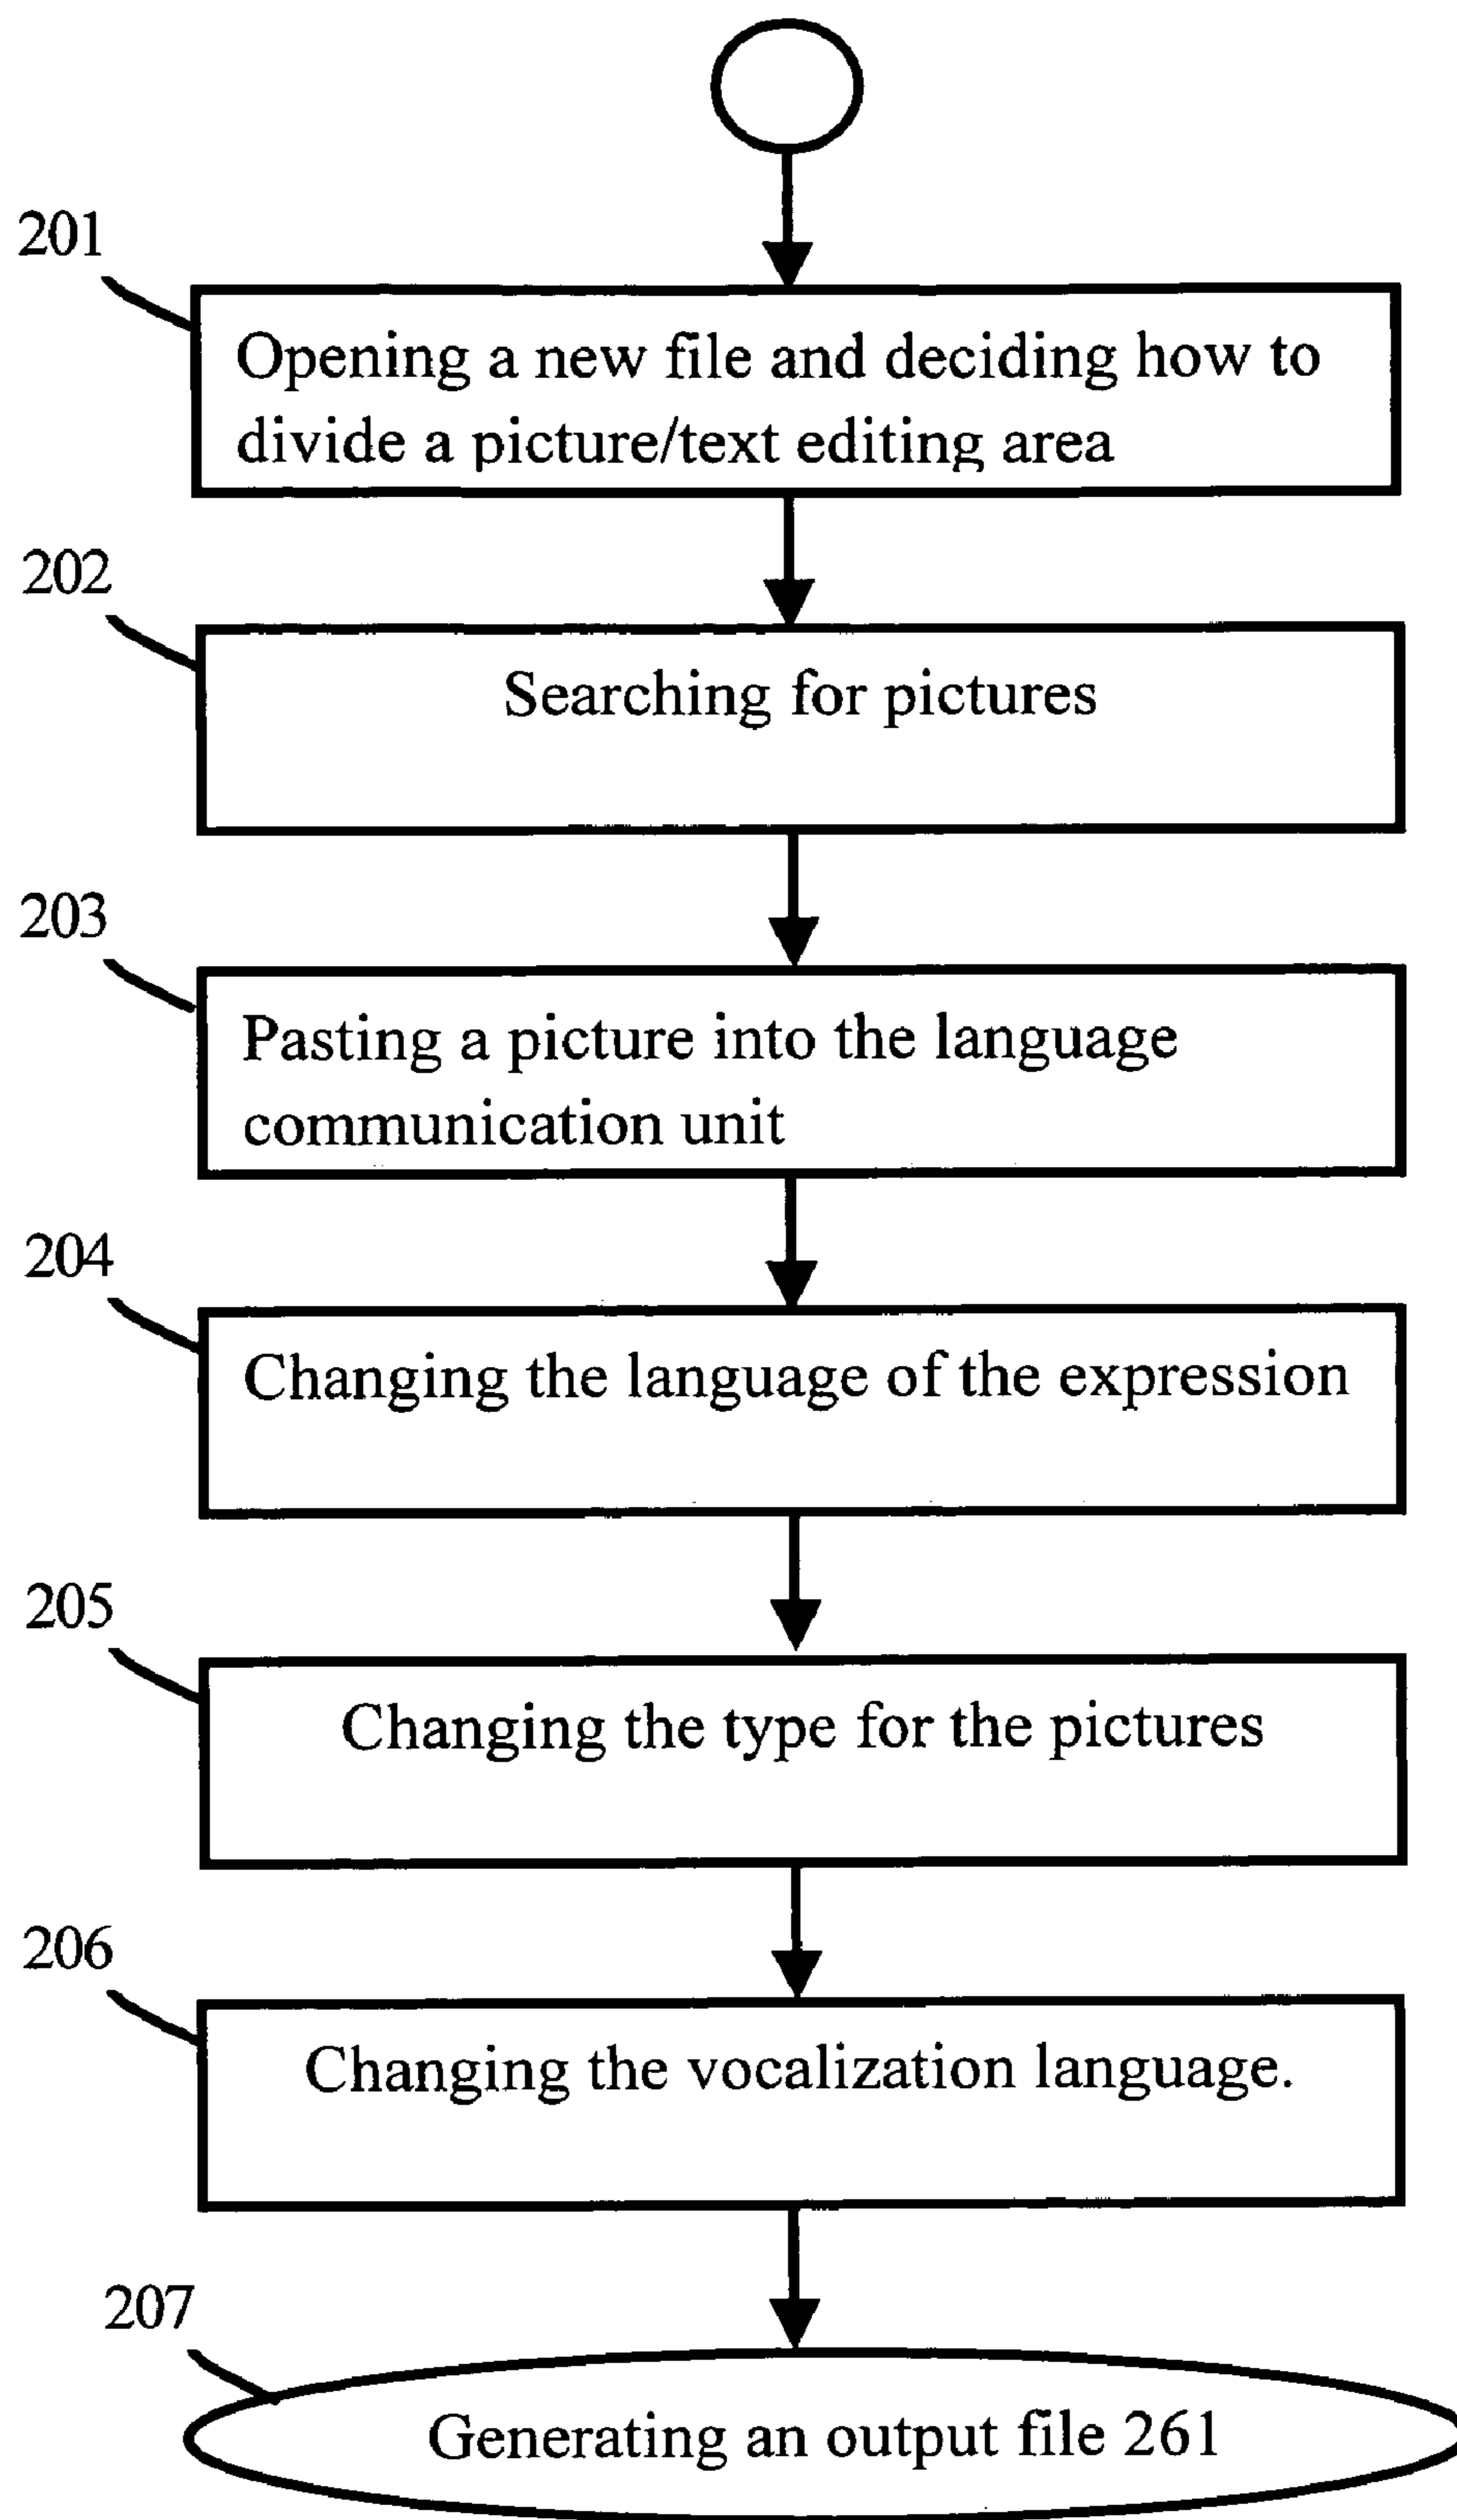 201
Opening a new file and deciding how to
divide a picture/text editing area
202
Searching for pictures
203
Pasting a picture into the language
communication unit
204
Changing the language of the expression
205
Changing the type for the pictures
206
Changing the vocalization language.
207
Generating an output file 261